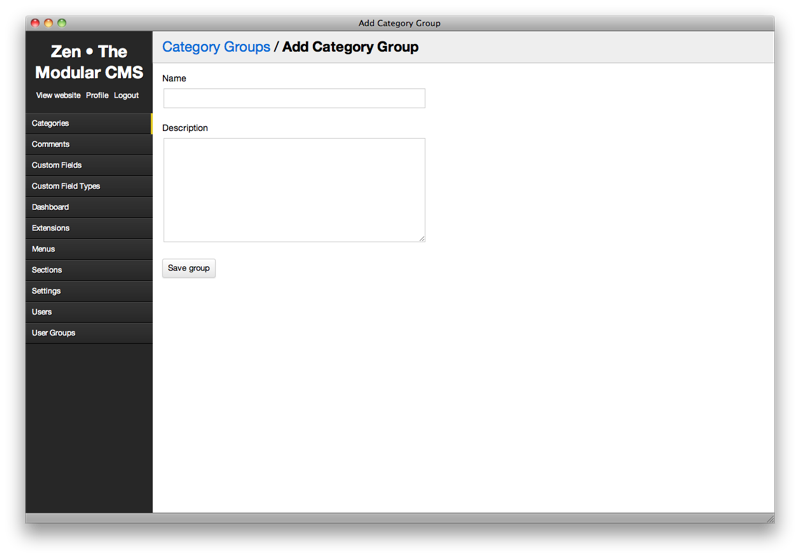 Add Category Group
Zen • The
Modular CMS
View website Profile Logout
Categories
Comments
Custom Fields
Custom Field Types
Dashboard
Extensions
Menus
Sections
Settings
Users
User Groups
Category Groups / Add Category Group
Name
Description
Save group